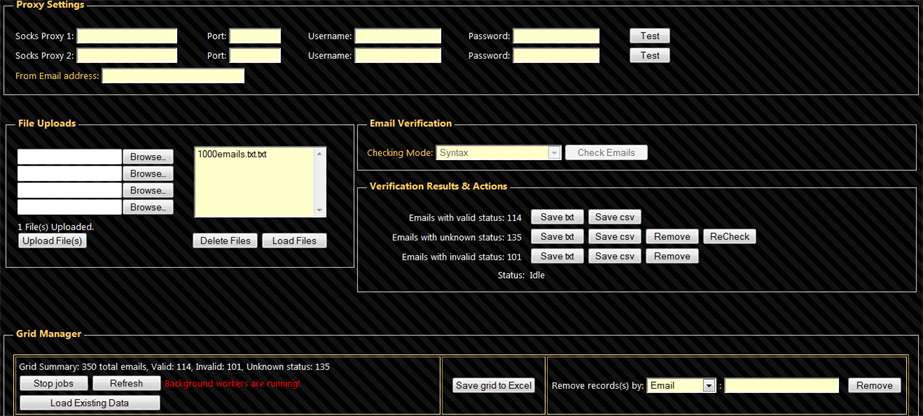 Proxy Settings
Socks Proxy 1: Port: Username: Password: Test
Socks Proxy 2: Port: Username: Password: Test
From Email address:
File Uploads
Browse..
Browse..
Browse..
Browse..
1000emails.txt.txt
1 File(s) Uploaded.
Upload File(s) Delete Files Load Files
Email Verification
Checking Mode: Syntax Check Emails
Verification Results & Actions
Emails with valid status: 114 Save txt Save csv
Emails with unknown status: 135 Save txt Save csv Remove ReCheck
Emails with invalid status: 101 Save txt Save csv Remove
Status: Idle
Grid Manager
Grid Summary: 350 total emails, Valid: 114, Invalid: 101, Unknown status: 135
Stop jobs Refresh Background workers are running!
Load Existing Data
Save grid to Excel
Remove records(s) by: Email : Remove